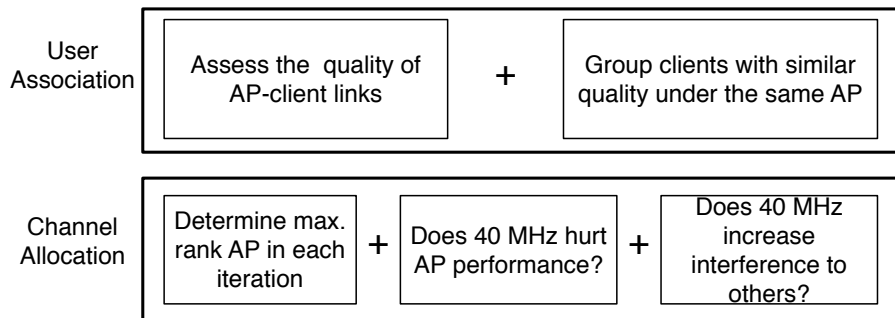 User
Association
Assess the quality of
AP-client links
+
Group clients with similar
quality under the same AP
Channel
Allocation
Determine max.
rank AP in each
iteration
+
Does 40 MHz hurt
AP performance?
+
Does 40 MHz
increase
interference to
others?